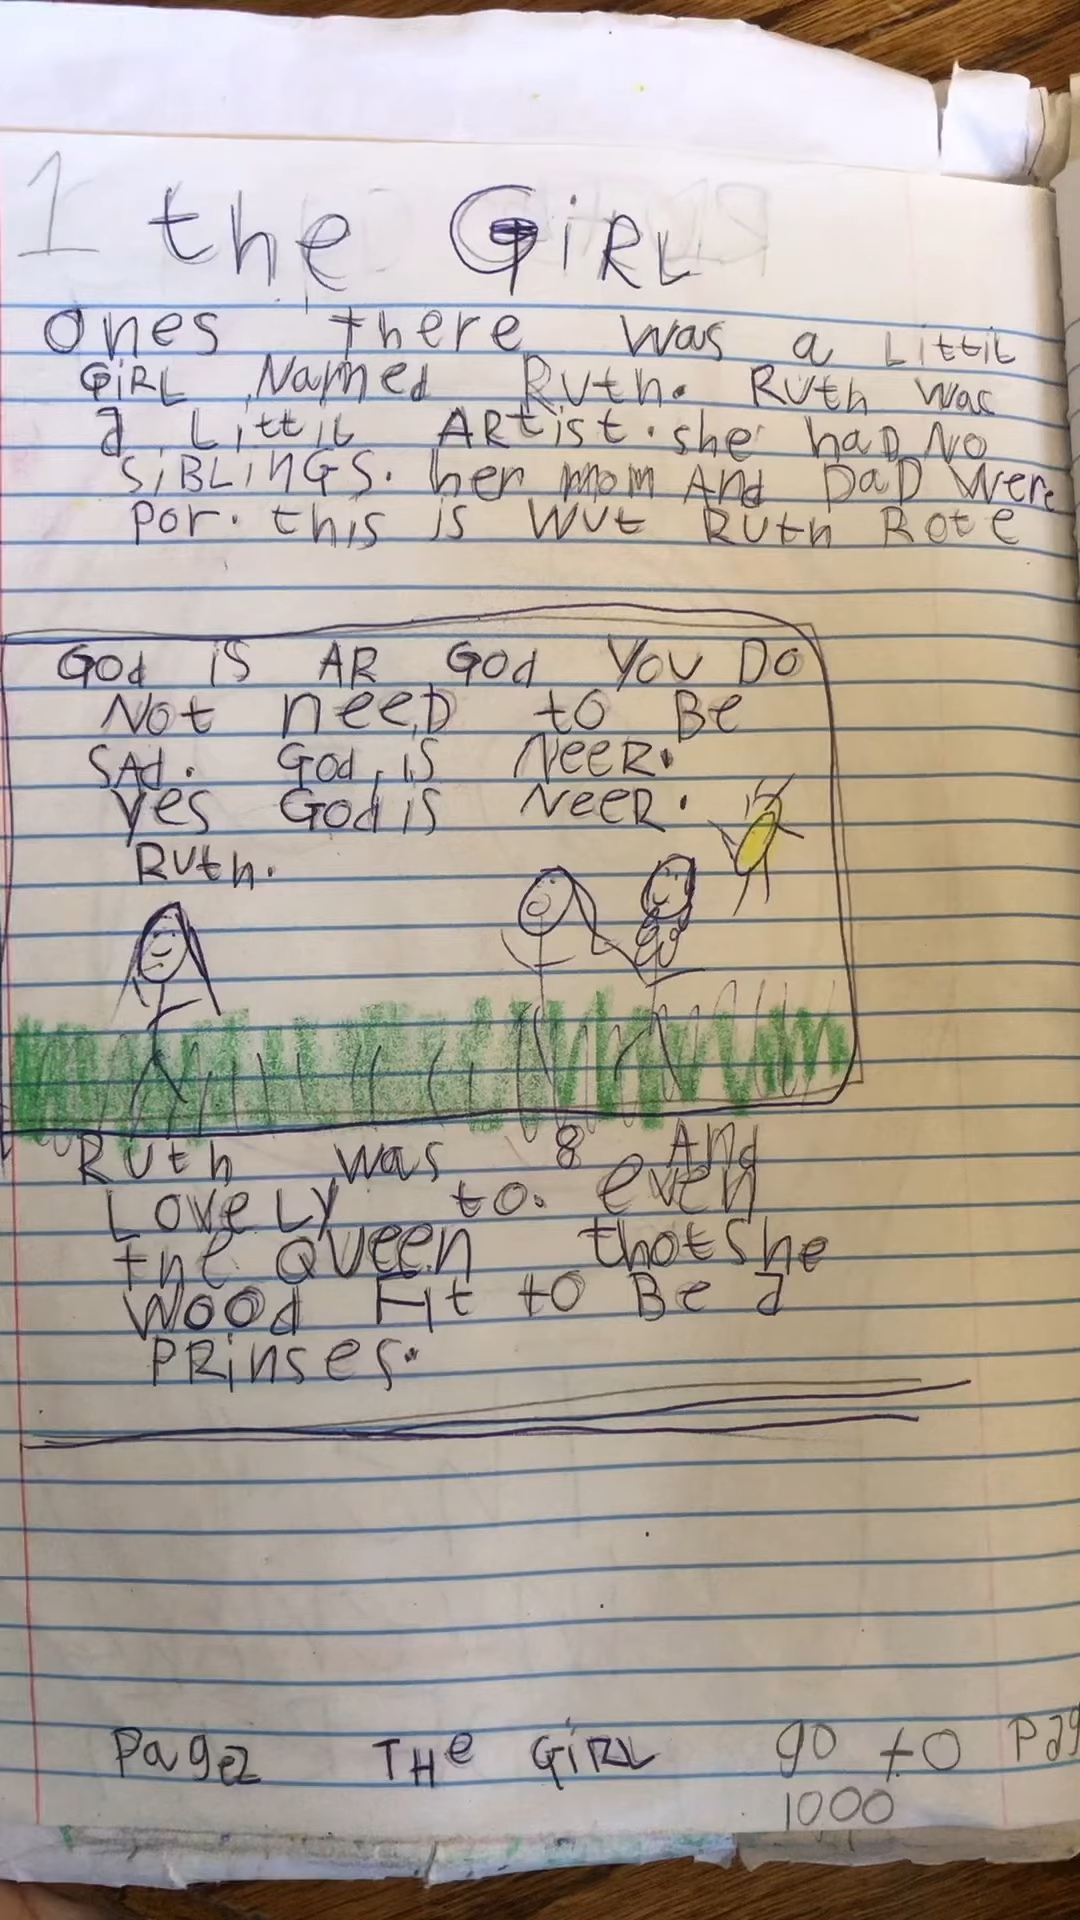 1 the GiRL
ones there was a Littil
GiRL Named Ruth. Ruth was
a Littil ARtist. she had No
SiBLinGS. her mom And DaD were
Por. this is wut Ruth Rote
God is AR God You Do
Not neeD to Be
SAd. God is NeeR.
Yes God is NeeR.
Ruth.
Ruth was 8 And
LoveLy to. even
the Queen thot She
wood Fit to Be a
PRinses.
Page2 THe GiRL go to Pag
1000